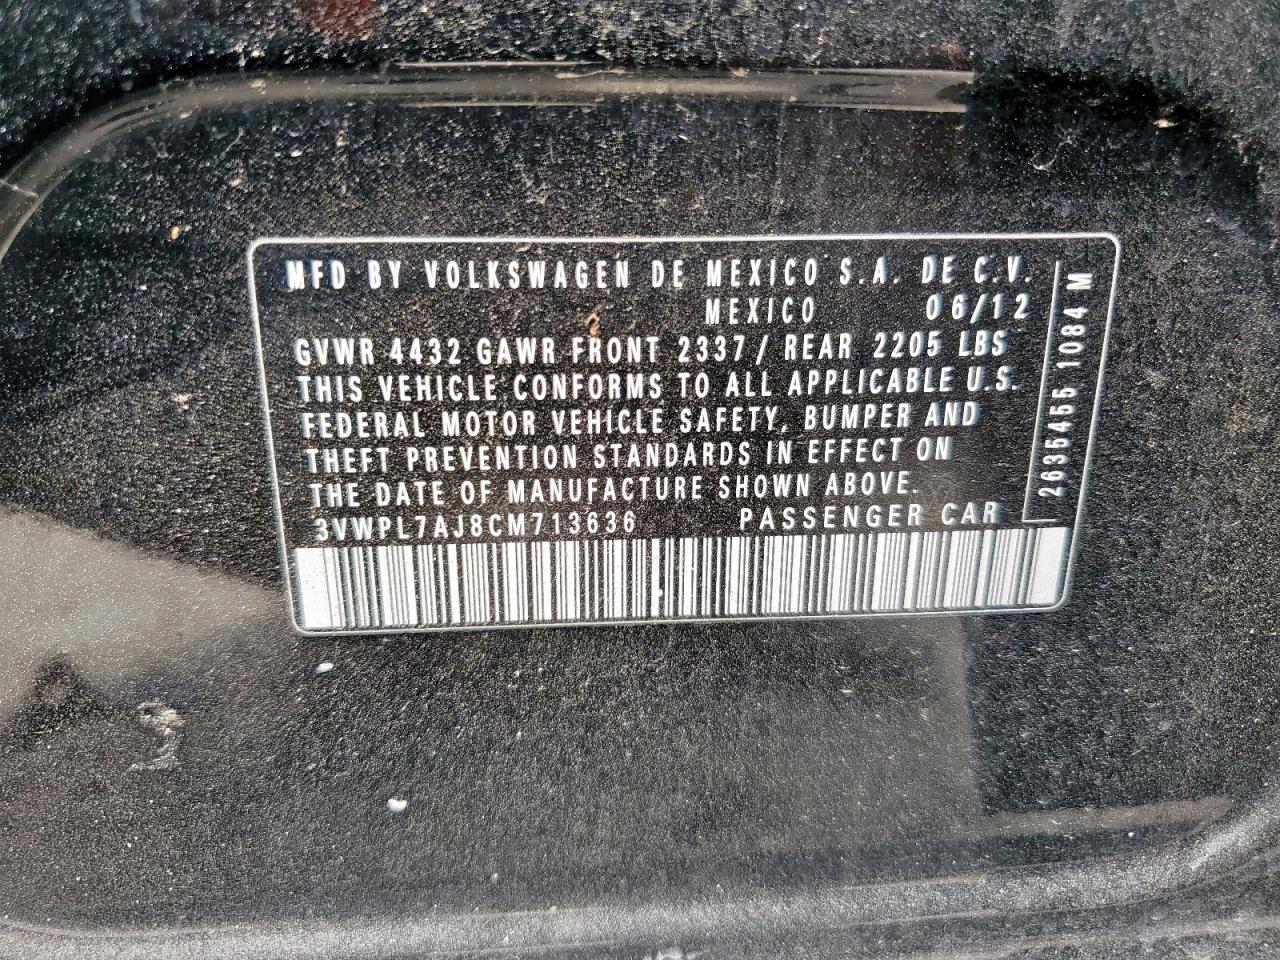 MFD BY VOLKSWAGEN DE MEXICO S.A. DE C.V.
MEXICO 06/12
GVWR 4432 GAWR FRONT 2337 / REAR 2205 LBS
THIS VEHICLE CONFORMS TO ALL APPLICABLE U.S.
FEDERAL MOTOR VEHICLE SAFETY, BUMPER AND
THEFT PREVENTION STANDARDS IN EFFECT ON
THE DATE OF MANUFACTURE SHOWN ABOVE.
3VWPL7AJ8CM713636 PASSENGER CAR
2635455 1084 M